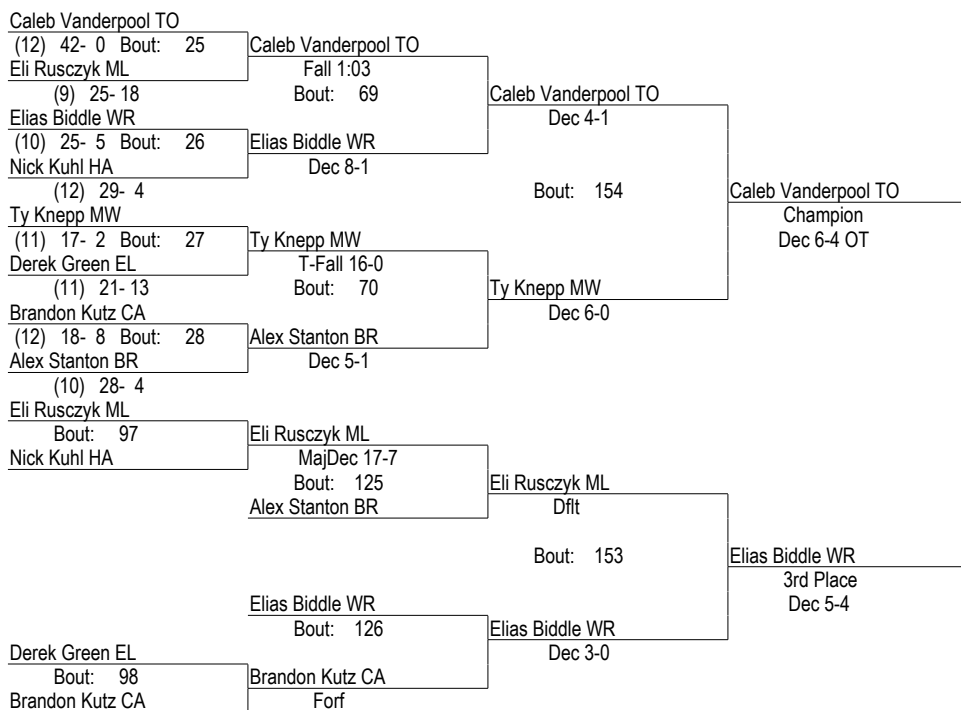 Caleb Vanderpool TO
(12) 42- 0 Bout: 25 Caleb Vanderpool TO
Eli Rusczyk ML Fall 1:03
(9) 25- 18 Bout: 69 Caleb Vanderpool TO
Elias Biddle WR Dec 4-1
(10) 25- 5 Bout: 26 Elias Biddle WR
Nick Kuhl HA Dec 8-1
(12) 29- 4 Bout: 154 Caleb Vanderpool TO
Ty Knepp MW Champion
(11) 17- 2 Bout: 27 Ty Knepp MW Dec 6-4 OT
Derek Green EL T-Fall 16-0
(11) 21- 13 Bout: 70 Ty Knepp MW
Brandon Kutz CA Dec 6-0
(12) 18- 8 Bout: 28 Alex Stanton BR
Alex Stanton BR Dec 5-1
(10) 28- 4
Eli Rusczyk ML
Bout: 97 Eli Rusczyk ML
Nick Kuhl HA MajDec 17-7
Bout: 125 Eli Rusczyk ML
Alex Stanton BR Dflt
Bout: 153 Elias Biddle WR
3rd Place
Elias Biddle WR Dec 5-4
Bout: 126 Elias Biddle WR
Derek Green EL Dec 3-0
Bout: 98 Brandon Kutz CA
Brandon Kutz CA Forf